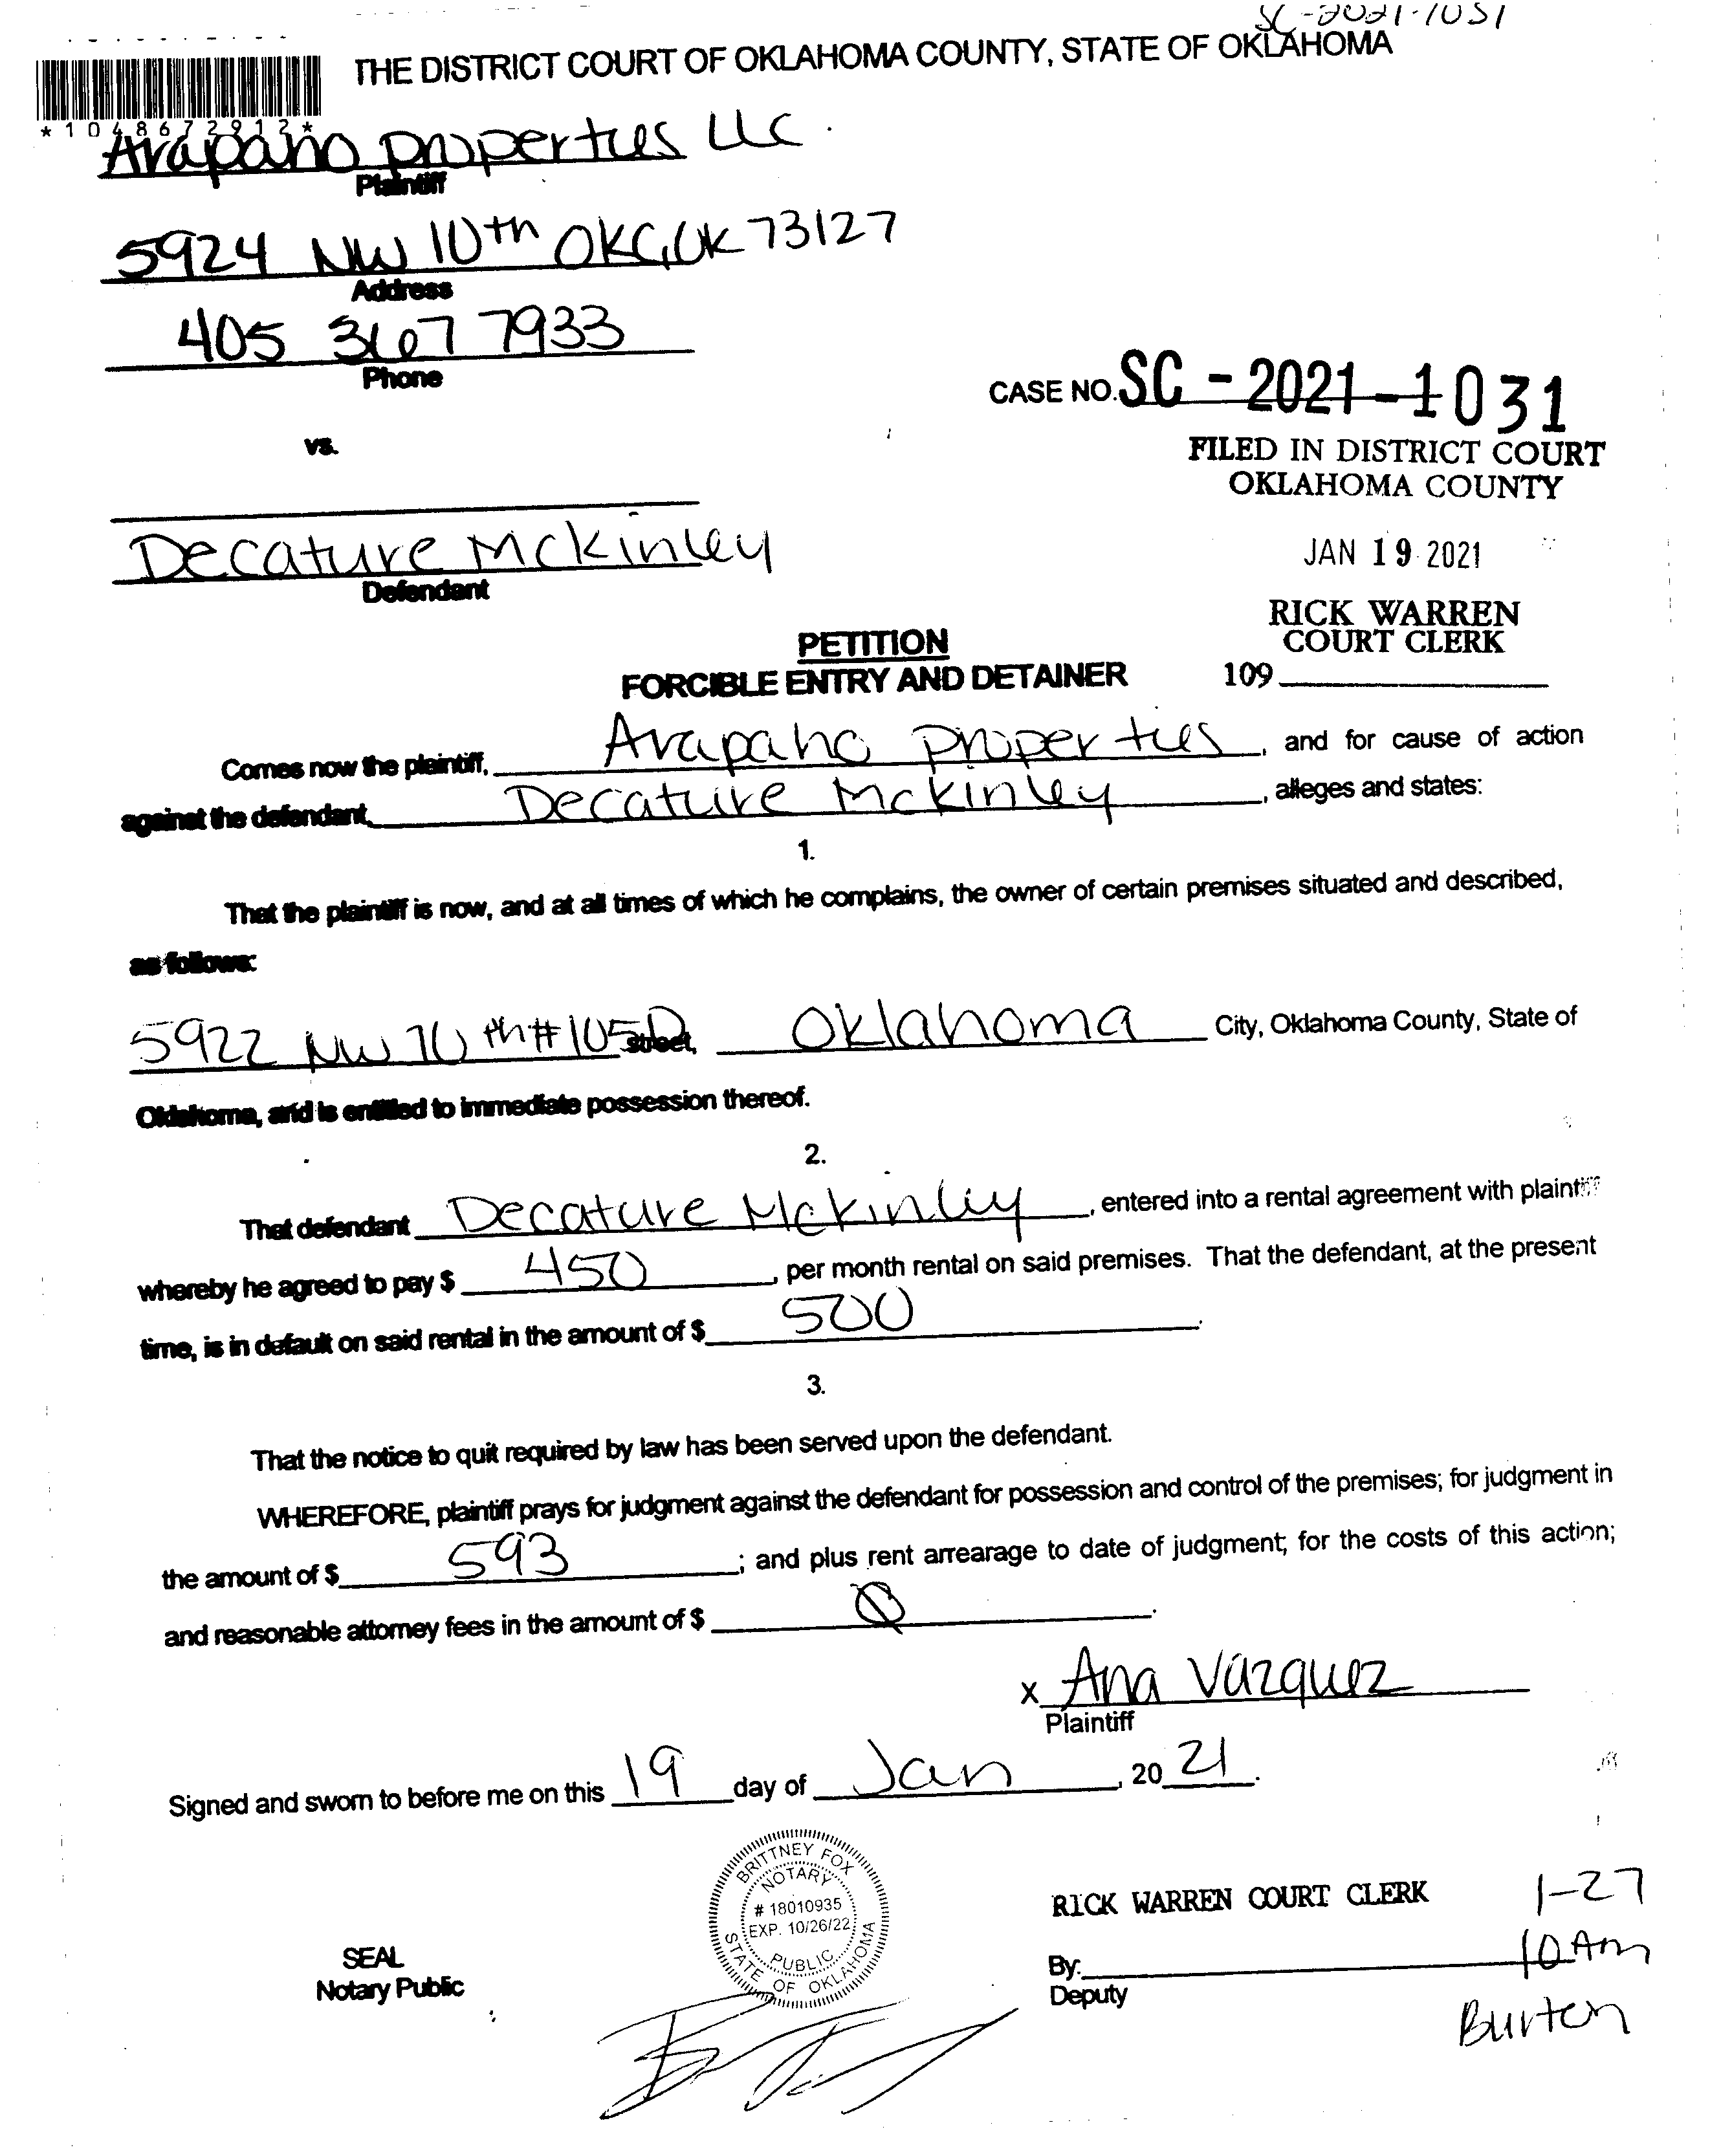 SC-2021-1031
THE DISTRICT COURT OF OKLAHOMA COUNTY, STATE OF OKLAHOMA
*1048672912*
Arapaho properties LLC.
Plaintiff
5924 NW 10th OKC, OK 73127
Address
405 367 7933
Phone
CASE NO. SC - 2021 - 1031
vs.
FILED IN DISTRICT COURT
OKLAHOMA COUNTY
Decature Mckinley
Defendant
JAN 19 2021
RICK WARREN
COURT CLERK
109
PETITION
FORCIBLE ENTRY AND DETAINER
Comes now the plaintiff, Arapaho properties, and for cause of action
against the defendant, Decature Mckinley, alleges and states:
1.
That the plaintiff is now, and at all times of which he complains, the owner of certain premises situated and described,
as follows:
5922 NW 10th #105D street, Oklahoma City, Oklahoma County, State of
Oklahoma, and is entitled to immediate possession thereof.
2.
That defendant Decature Mckinley, entered into a rental agreement with plaintiff
whereby he agreed to pay $ 450, per month rental on said premises. That the defendant, at the present
time, is in default on said rental in the amount of $ 500.
3.
That the notice to quit required by law has been served upon the defendant.
WHEREFORE, plaintiff prays for judgment against the defendant for possession and control of the premises; for judgment in
the amount of $ 593; and plus rent arrearage to date of judgment; for the costs of this action;
and reasonable attorney fees in the amount of $ 0.
x Ana Vazquez
Plaintiff
Signed and sworn to before me on this 19 day of Jan, 2021.
BRITTNEY FOX
NOTARY
# 18010935
EXP. 10/26/22
PUBLIC
STATE OF OKLAHOMA
SEAL
Notary Public
RICK WARREN COURT CLERK
By:
Deputy
1-27
10 Am
Burten